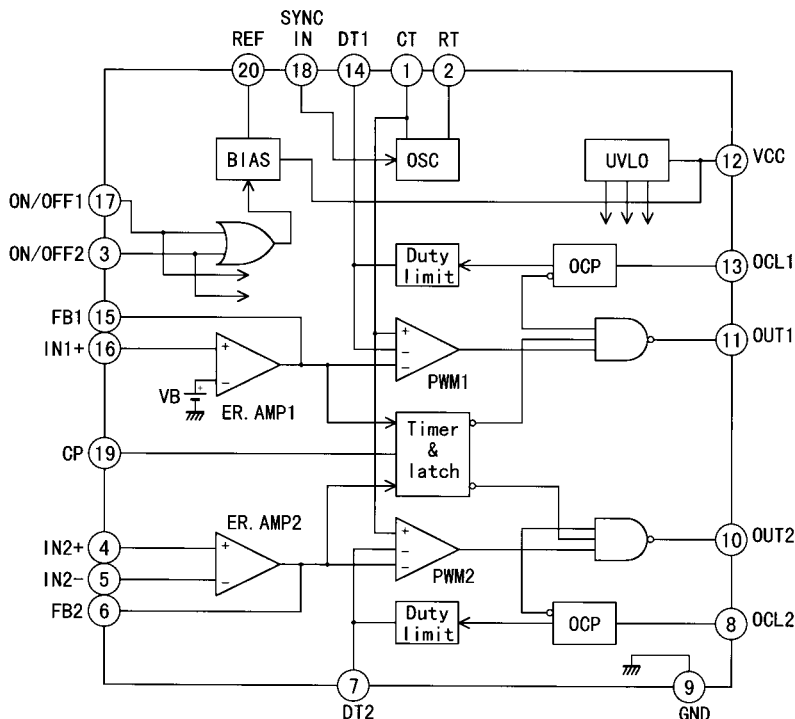 SYNC
REF IN DT1 CT RT
20 18 14 1 2
BIAS OSC UVLO 12 VCC
ON/OFF1 17
ON/OFF2 3
Duty
limit OCP 13 OCL1
FB1 15
IN1+ 16
+ - + - - 11 OUT1
VB + PWM1
ER. AMP1
Timer
&
latch
CP 19
ER. AMP2
IN2+ 4 + + - - 10 OUT2
IN2- 5 - PWM2
FB2 6
Duty
limit OCP 8 OCL2
7 9
DT2 GND